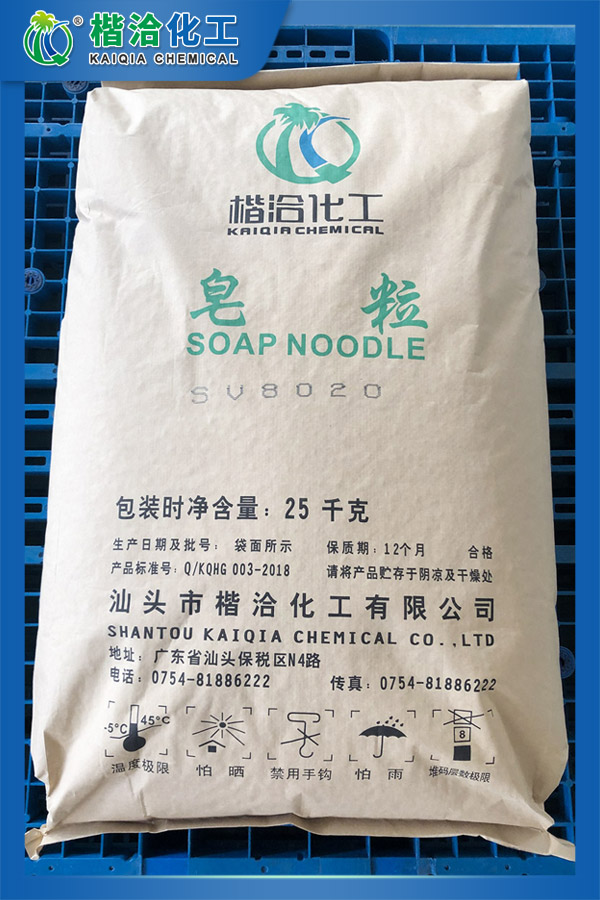 ® 楷洽化工
KAIQIA CHEMICAL
楷洽化工
KAIQIA CHEMICAL
皂 粒
SOAP NOODLE
SV8020
包装时净含量：25 千克
生产日期及批号：袋面所示 保质期：12个月 合格
产品标准号：Q/KQHG 003-2018 请将产品贮存于阴凉及干燥处
汕头市楷洽化工有限公司
SHANTOU KAIQIA CHEMICAL CO.,LTD
地址：广东省汕头保税区N4路
电话：0754-81886222 传真：0754-81886222
-5°C 45°C 8
温度极限 怕晒 禁用手钩 怕雨 堆码层数极限